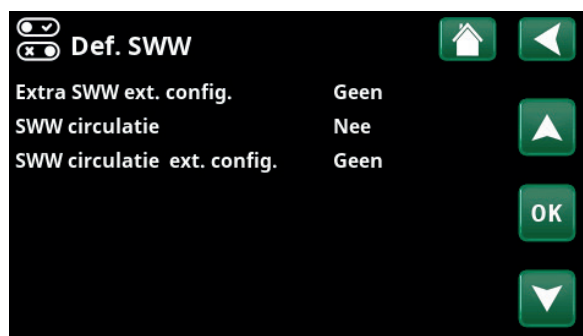 Def. SWW
Extra SWW ext. config. Geen
SWW circulatie Nee
SWW circulatie ext. config. Geen
OK